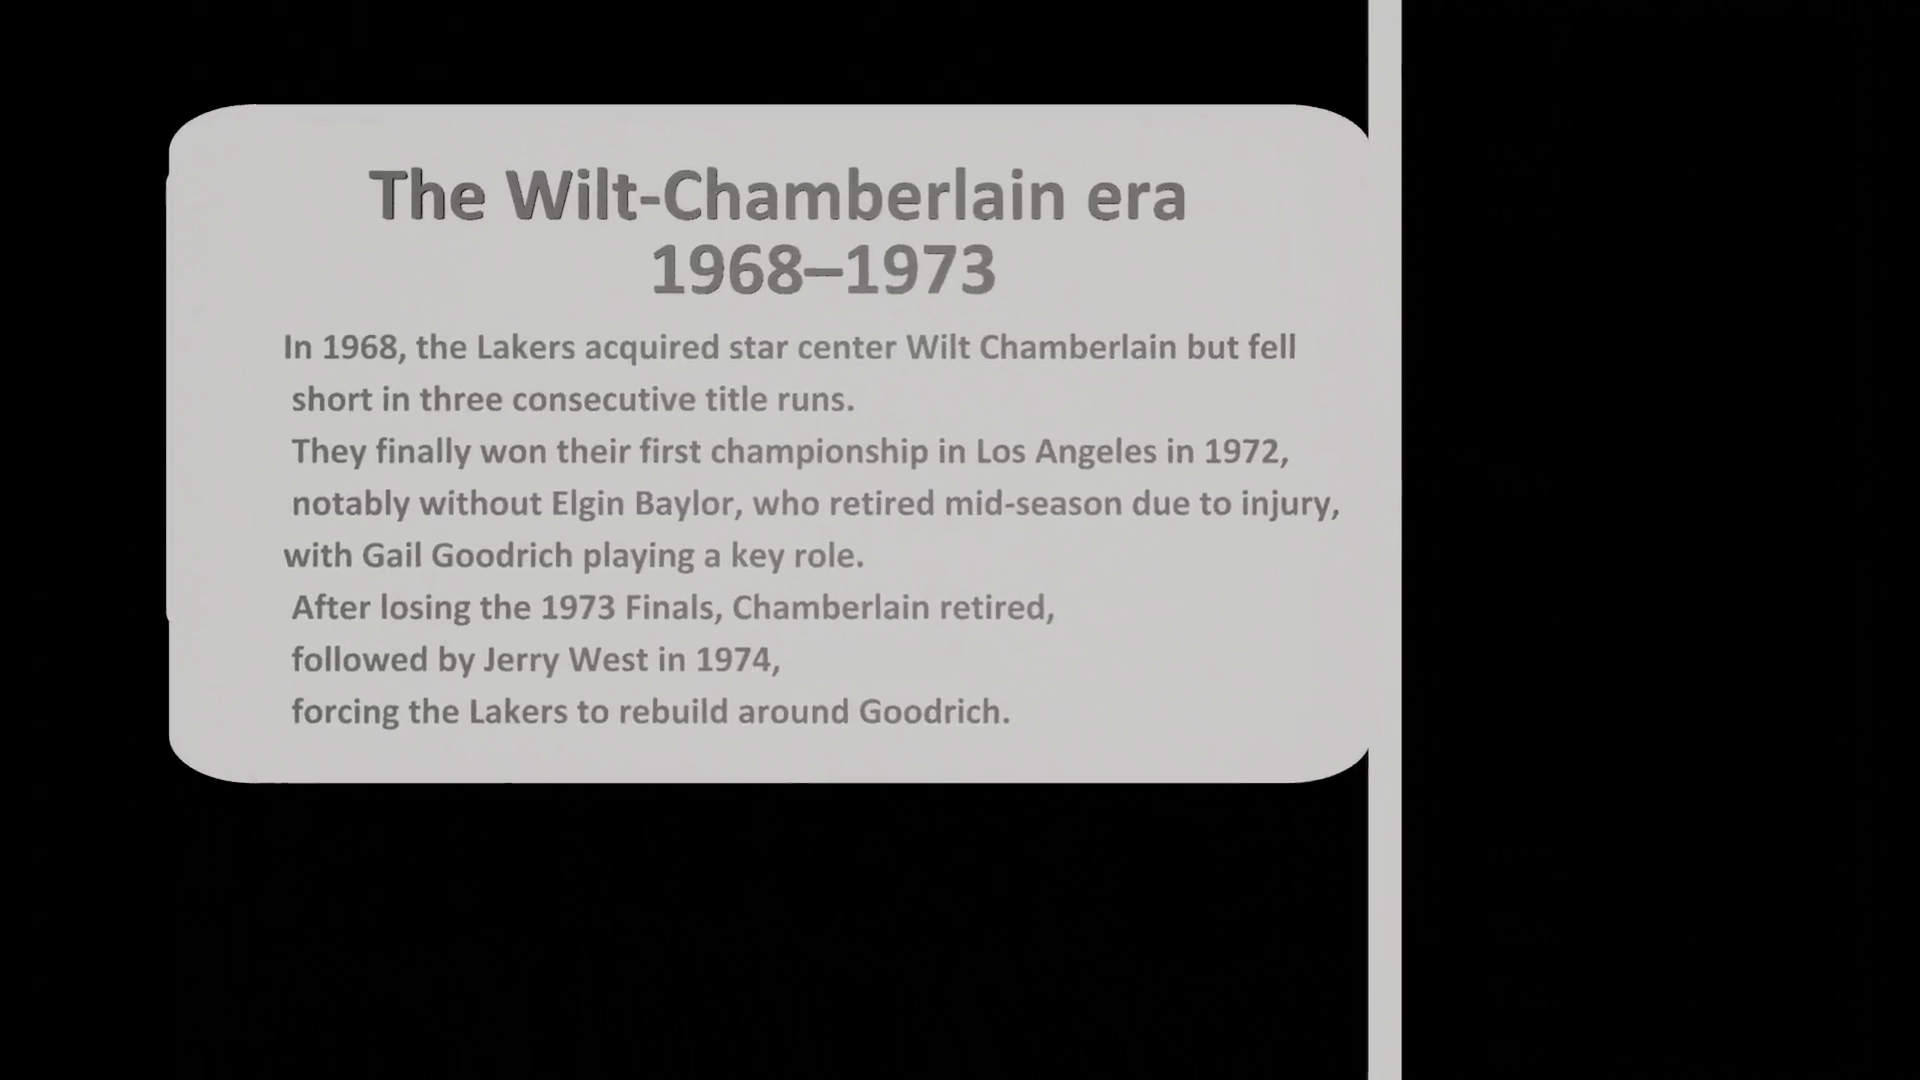 The Wilt-Chamberlain era
1968–1973
In 1968, the Lakers acquired star center Wilt Chamberlain but fell
short in three consecutive title runs.
They finally won their first championship in Los Angeles in 1972,
notably without Elgin Baylor, who retired mid-season due to injury,
with Gail Goodrich playing a key role.
After losing the 1973 Finals, Chamberlain retired,
followed by Jerry West in 1974,
forcing the Lakers to rebuild around Goodrich.